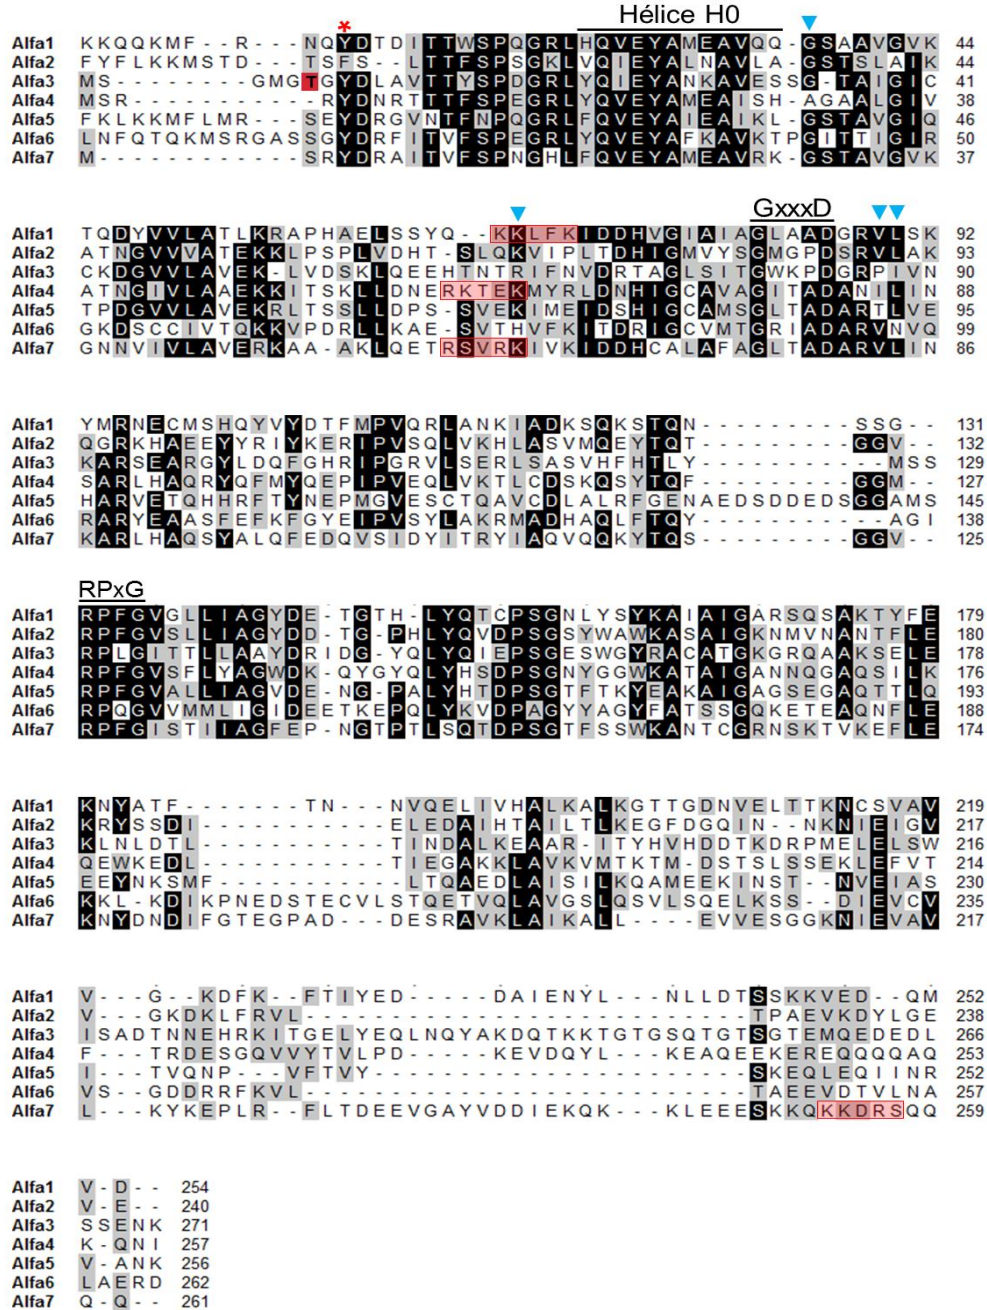 Hélice H0
*
Alfa1 KKQQKMF--R---NQYDTDITTWSPQGRLHQVEYAMEAVQQ-GSAAVGVK 44
Alfa2 FYFLKKMSTD----TSFS--LTTFSPSGKLVQIEYALNAVLA-GSTSLAIK 44
Alfa3 MS--------GMGTGYDLAVTTYSPDGRLYQIEYANKAVESSG-TAIGIC 41
Alfa4 MSR-----------RYDNRTTTFSPEGRLYQVEYAMEAISH-AGAALGIV 38
Alfa5 FKLKKMFLMR---SEYDRGVNTFNPQGRLFQVEYAIEAIKL-GSTAVGIQ 46
Alfa6 LNFQTQKMSRGASSGYDRFITVFSPEGRLYQVEYAFKAVKTPGITTIGIR 50
Alfa7 M------------SRYDRAITVFSPNGHLFQVEYAMEAVRK-GSTAVGVK 37
GxxxD
Alfa1 TQDYVVLATLKRAPHAELSSYQ--KKLFKIDDHVGIAIAGLAADGRVLSK 92
Alfa2 ATNGVVVATEKKLPSPLVDHT-SLQKVIPLTDHIGMVYSGMGPDSRVLAK 93
Alfa3 CKDGVVLAVEK-LVDSKLQEEHTNTRIFNVDRTAGLSITGWKPDGRPIVN 90
Alfa4 ATNGIVLAAEKKITSKLLDNERKTEKMYRLDNHIGCAVAGITADANILIN 88
Alfa5 TPDGVVLAVEKRLTSSLLDPS-SVEKIMEIDSHIGCAMSGLTADARTLVE 95
Alfa6 GKDSCCIVTQKKVPDRLLKAE-SVTHVFKITDRIGCVMTGRIADARVNVQ 99
Alfa7 GNNVIVLAVERKAA-AKLQETRSVRKIVKIDDHCALAFAGLTADARVLIN 86
Alfa1 YMRNECMSHQYVYDTFMPVQRLANKIADKSQKSTQN---------SSG-- 131
Alfa2 QGRKHAEEYYRIYKERIPVSQLVKHLASVMQEYTQT---------GGV-- 132
Alfa3 KARSEARGYLDQFGHRIPGRVLSERLSASVHFHTLY-----------MSS 129
Alfa4 SARLHAQRYQFMYQEPIPVEQLVKTLCDSKQSYTQF---------GGM-- 127
Alfa5 HARVETQHHRFTYNEPMGVESCTQAVCDLALRFGENAEDSDDEDSGGAMS 145
Alfa6 RARYEAASFEFKFGYEIPVSYLAKRMADHAQLFTQY-----------AGI 138
Alfa7 KARLHAQSYALQFEDQVSIDYITRYIAQVQQKYTQS---------GGV-- 125
RPxG
Alfa1 RPFGVGLLIAGYDE-TGTH-LYQTCPSGNLYSYKAIAIGARSQSAKTYFE 179
Alfa2 RPFGVSLLIAGYDD-TG-PHLYQVDPSGSYWAWKASAIGKNMVNANTFLE 180
Alfa3 RPLGITTLLAAYDRIDG-YQLYQIEPSGESWGYRACATGKGRQAAKSELE 178
Alfa4 RPFGVSFLYAGWDK-QYGYQLYHSDPSGNYGGWKATAIGANNQGAQSILK 176
Alfa5 RPFGVALLIAGVDE-NG-PALYHTDPSGTFTKYEAKAIGAGSEGAQTTLQ 193
Alfa6 RPQGVVMMLIGIDEETKEPQLYKVDPAGYYAGYFATSSGQKETEAQNFLE 188
Alfa7 RPFGISTIIAGFEP-NGTPTLSQTDPSGTFSSWKANTCGRNSKTVKEFLE 174
Alfa1 KNYATF-------TN---NVQELIVHALKALKGTTGDNVELTTKNCSVAV 219
Alfa2 KRYSSDI------------ELEDAIHTAILTLKEGFDGQIN--NKNIEIGV 217
Alfa3 KLNLDTL------------TINDALKEAAR-ITYHVHDDTKDRPMELELSW 216
Alfa4 QEWKEDL------------TIEGAKKLAVKVMTKTM-DSTSLSSEKLEFVT 214
Alfa5 EEYNKSMF-----------LTQAEDLAISILKQAMEEKINST--NVEIAS 230
Alfa6 KKL-KDIKPNEDSTECVLSTQETVQLAVGSLQSVLSQELKSS--DIEVCV 235
Alfa7 KNYDNDIFGTEGPAD---DESRAVKLAIKALL----EVVESGGKNIEVAV 217
Alfa1 V---G--KDFK--FTIYED-----DAIENYL---NLLDTSSKKVED--QM 252
Alfa2 V---GKDKLFRVL--------------------------TPAEVKDYLGE 238
Alfa3 ISADTNNEHRKITGELYEQLNQYAKDQTKKTGTGSQTGTSGTEMQEDEDL 266
Alfa4 F---TRDESGQVVYTVLPD-----KEVDQYL---KEAQEEKEREQQQQAQ 253
Alfa5 I---TVQNP---VFTVY----------------------SKEQLEQIINR 252
Alfa6 VS--GDDRRFKVL--------------------------TAEEVDTVLNA 257
Alfa7 L---KYKEPLR--FLTDEEVGAYVDDIEKQK---KLEEESKKQKKDRSQQ 259
Alfa1 V-D-- 254
Alfa2 V-E-- 240
Alfa3 SSENK 271
Alfa4 K-QNI 257
Alfa5 V-ANK 256
Alfa6 LAERD 262
Alfa7 Q-Q-- 261